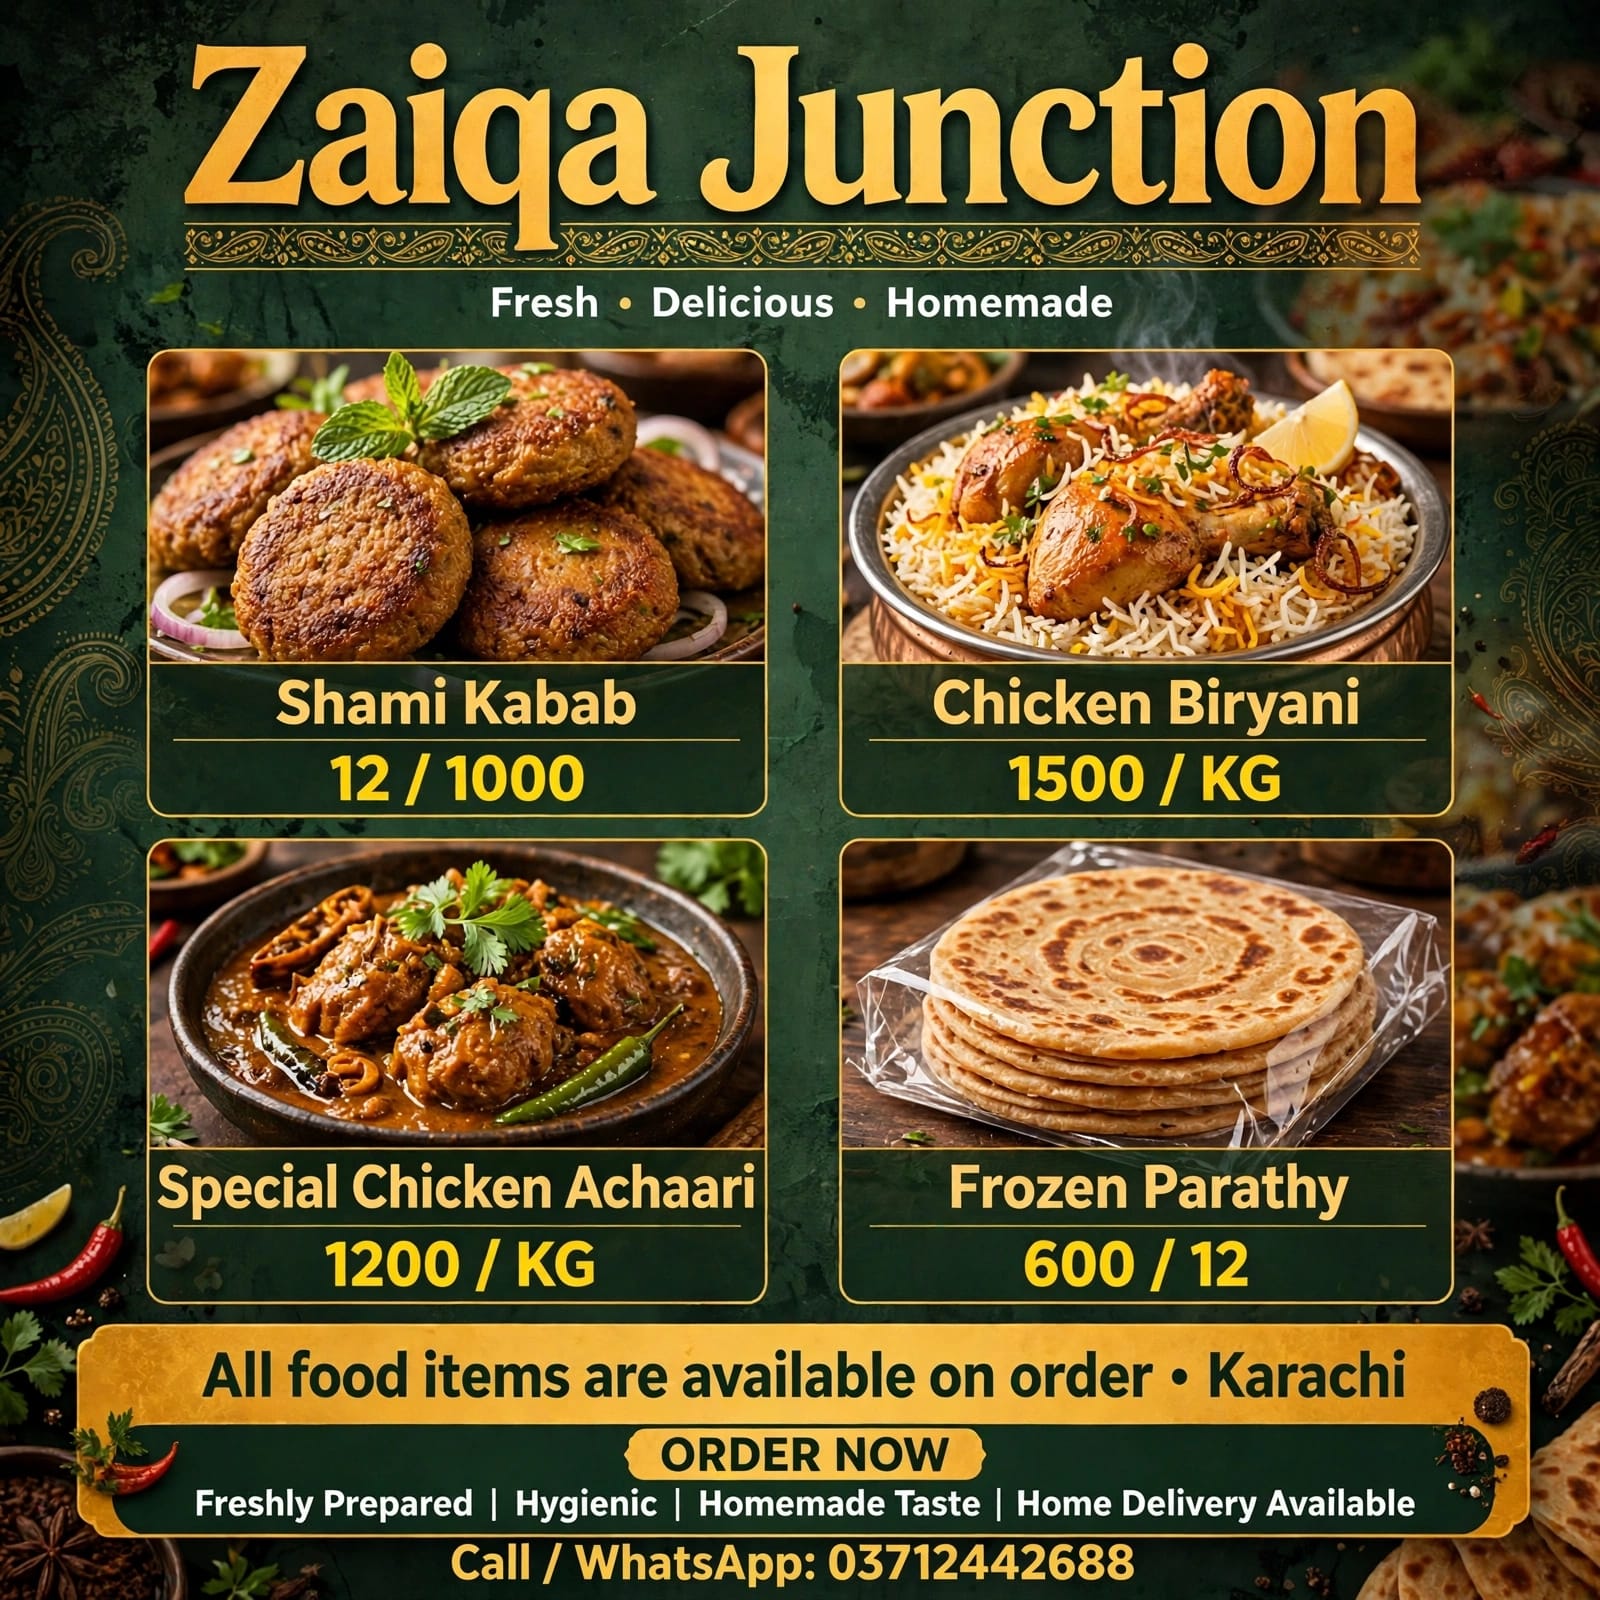 Zaiqa Junction
Fresh • Delicious • Homemade
Shami Kabab
12 / 1000
Chicken Biryani
1500 / KG
Special Chicken Achaari
1200 / KG
Frozen Parathy
600 / 12
All food items are available on order • Karachi
ORDER NOW
Freshly Prepared | Hygienic | Homemade Taste | Home Delivery Available
Call / WhatsApp: 03712442688